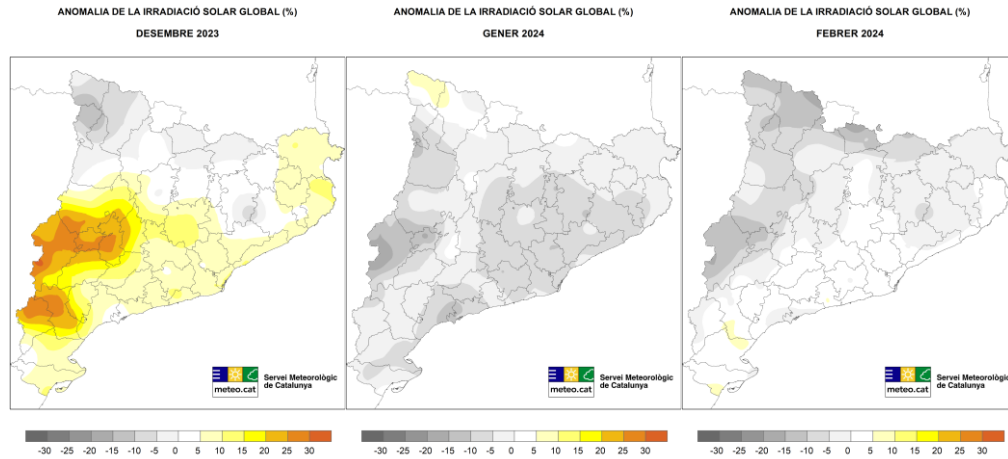 ANOMALIA DE LA IRRADIACIÓ SOLAR GLOBAL (%)
DESEMBRE 2023
meteo.cat
Servei Meteorològic
de Catalunya
-30 -25 -20 -15 -10 -5 0 5 10 15 20 25 30
ANOMALIA DE LA IRRADIACIÓ SOLAR GLOBAL (%)
GENER 2024
meteo.cat
Servei Meteorològic
de Catalunya
-30 -25 -20 -15 -10 -5 0 5 10 15 20 25 30
ANOMALIA DE LA IRRADIACIÓ SOLAR GLOBAL (%)
FEBRER 2024
meteo.cat
Servei Meteorològic
de Catalunya
-30 -25 -20 -15 -10 -5 0 5 10 15 20 25 30